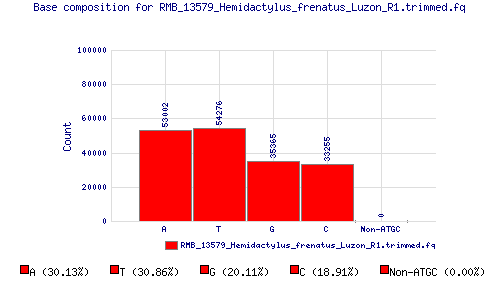 Base composition for RMB_13579_Hemidactylus_frenatus_Luzon_R1.trimmed.fq
100000
80000
60000
40000
20000
0
Count
53002
54276
35365
33255
0
A T G C Non-ATGC
RMB_13579_Hemidactylus_frenatus_Luzon_R1.trimmed.fq
A (30.13%) T (30.86%) G (20.11%) C (18.91%) Non-ATGC (0.00%)